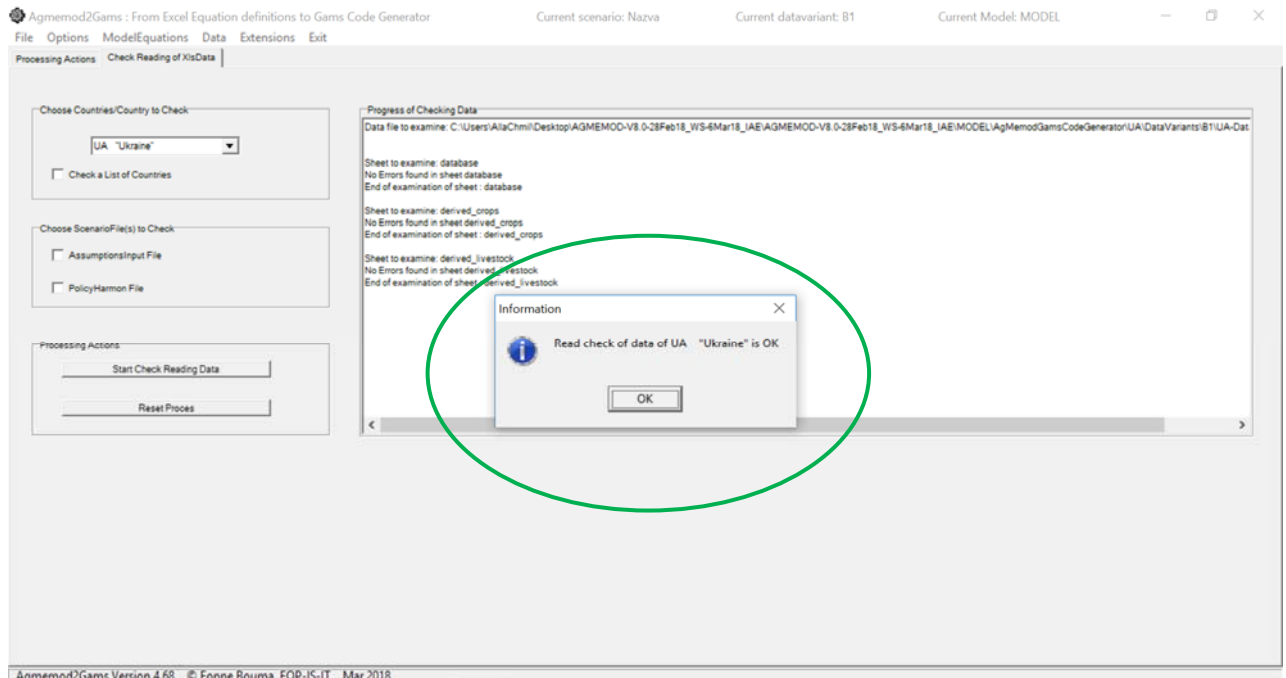 Agmemod2Gams : From Excel Equation definitions to Gams Code Generator Current scenario: Nazva Current datavariant: B1 Current Model: MODEL
File Options ModelEquations Data Extensions Exit
Processing Actions Check Reading of XlsData
Choose Countries/Country to Check
UA "Ukraine"
Check a List of Countries
Choose ScenarioFile(s) to Check
AssumptionsInput File
PolicyHarmon File
Processing Actions
Start Check Reading Data
Reset Proces
Progress of Checking Data
Data file to examine: C:\Users\AllaChmil\Desktop\AGMEMOD-V8.0-28Feb18_WS-6Mar18_IAE\AGMEMOD-V8.0-28Feb18_WS-6Mar18_IAE\MODEL\AgMemodGamsCodeGenerator\UA\DataVariants\B1\UA-Dat
Sheet to examine: database
No Errors found in sheet database
End of examination of sheet : database
Sheet to examine: derived_crops
No Errors found in sheet derived_crops
End of examination of sheet : derived_crops
Sheet to examine: derived_livestock
No Errors found in sheet derived_livestock
End of examination of sheet : derived_livestock
Information
Read check of data of UA "Ukraine" is OK
OK
Agmemod2Gams Version 4.68 © Foppe Bouma, EOP-IS-IT Mar 2018